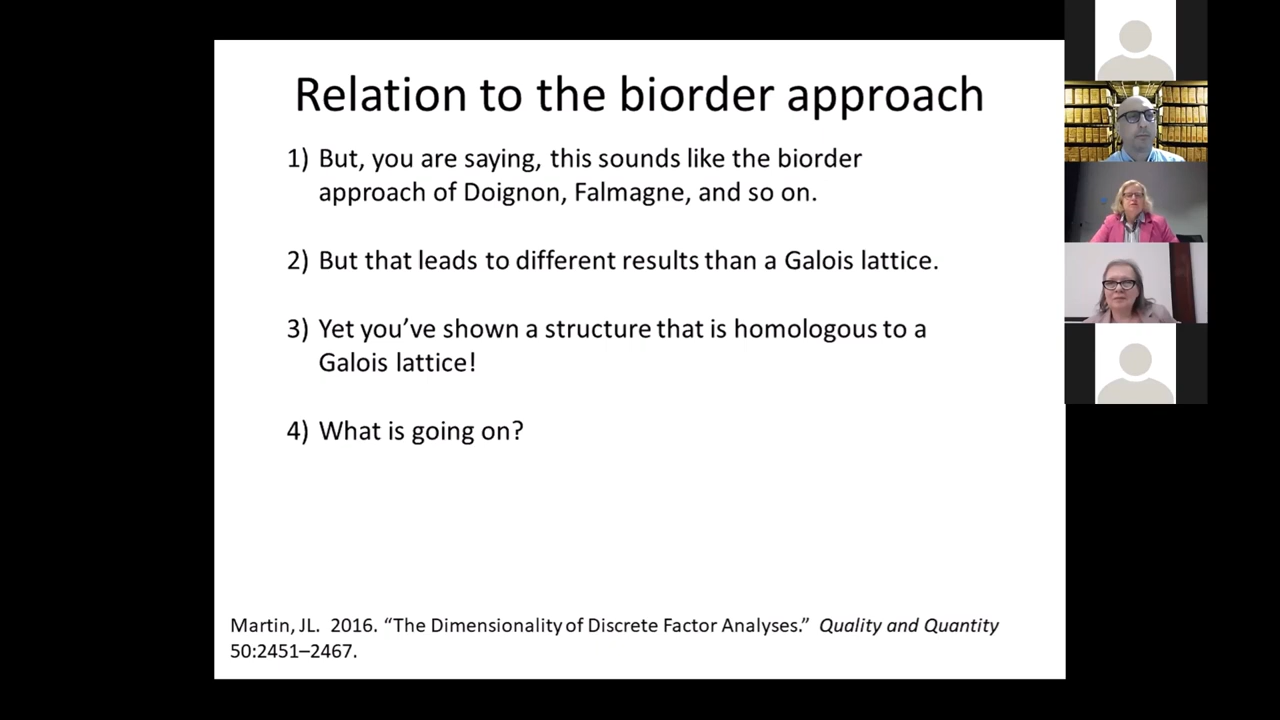 Relation to the biorder approach
1) But, you are saying, this sounds like the biorder
approach of Doignon, Falmagne, and so on.
2) But that leads to different results than a Galois lattice.
3) Yet you’ve shown a structure that is homologous to a
Galois lattice!
4) What is going on?
Martin, JL.  2016. “The Dimensionality of Discrete Factor Analyses.”  Quality and Quantity
50:2451–2467.